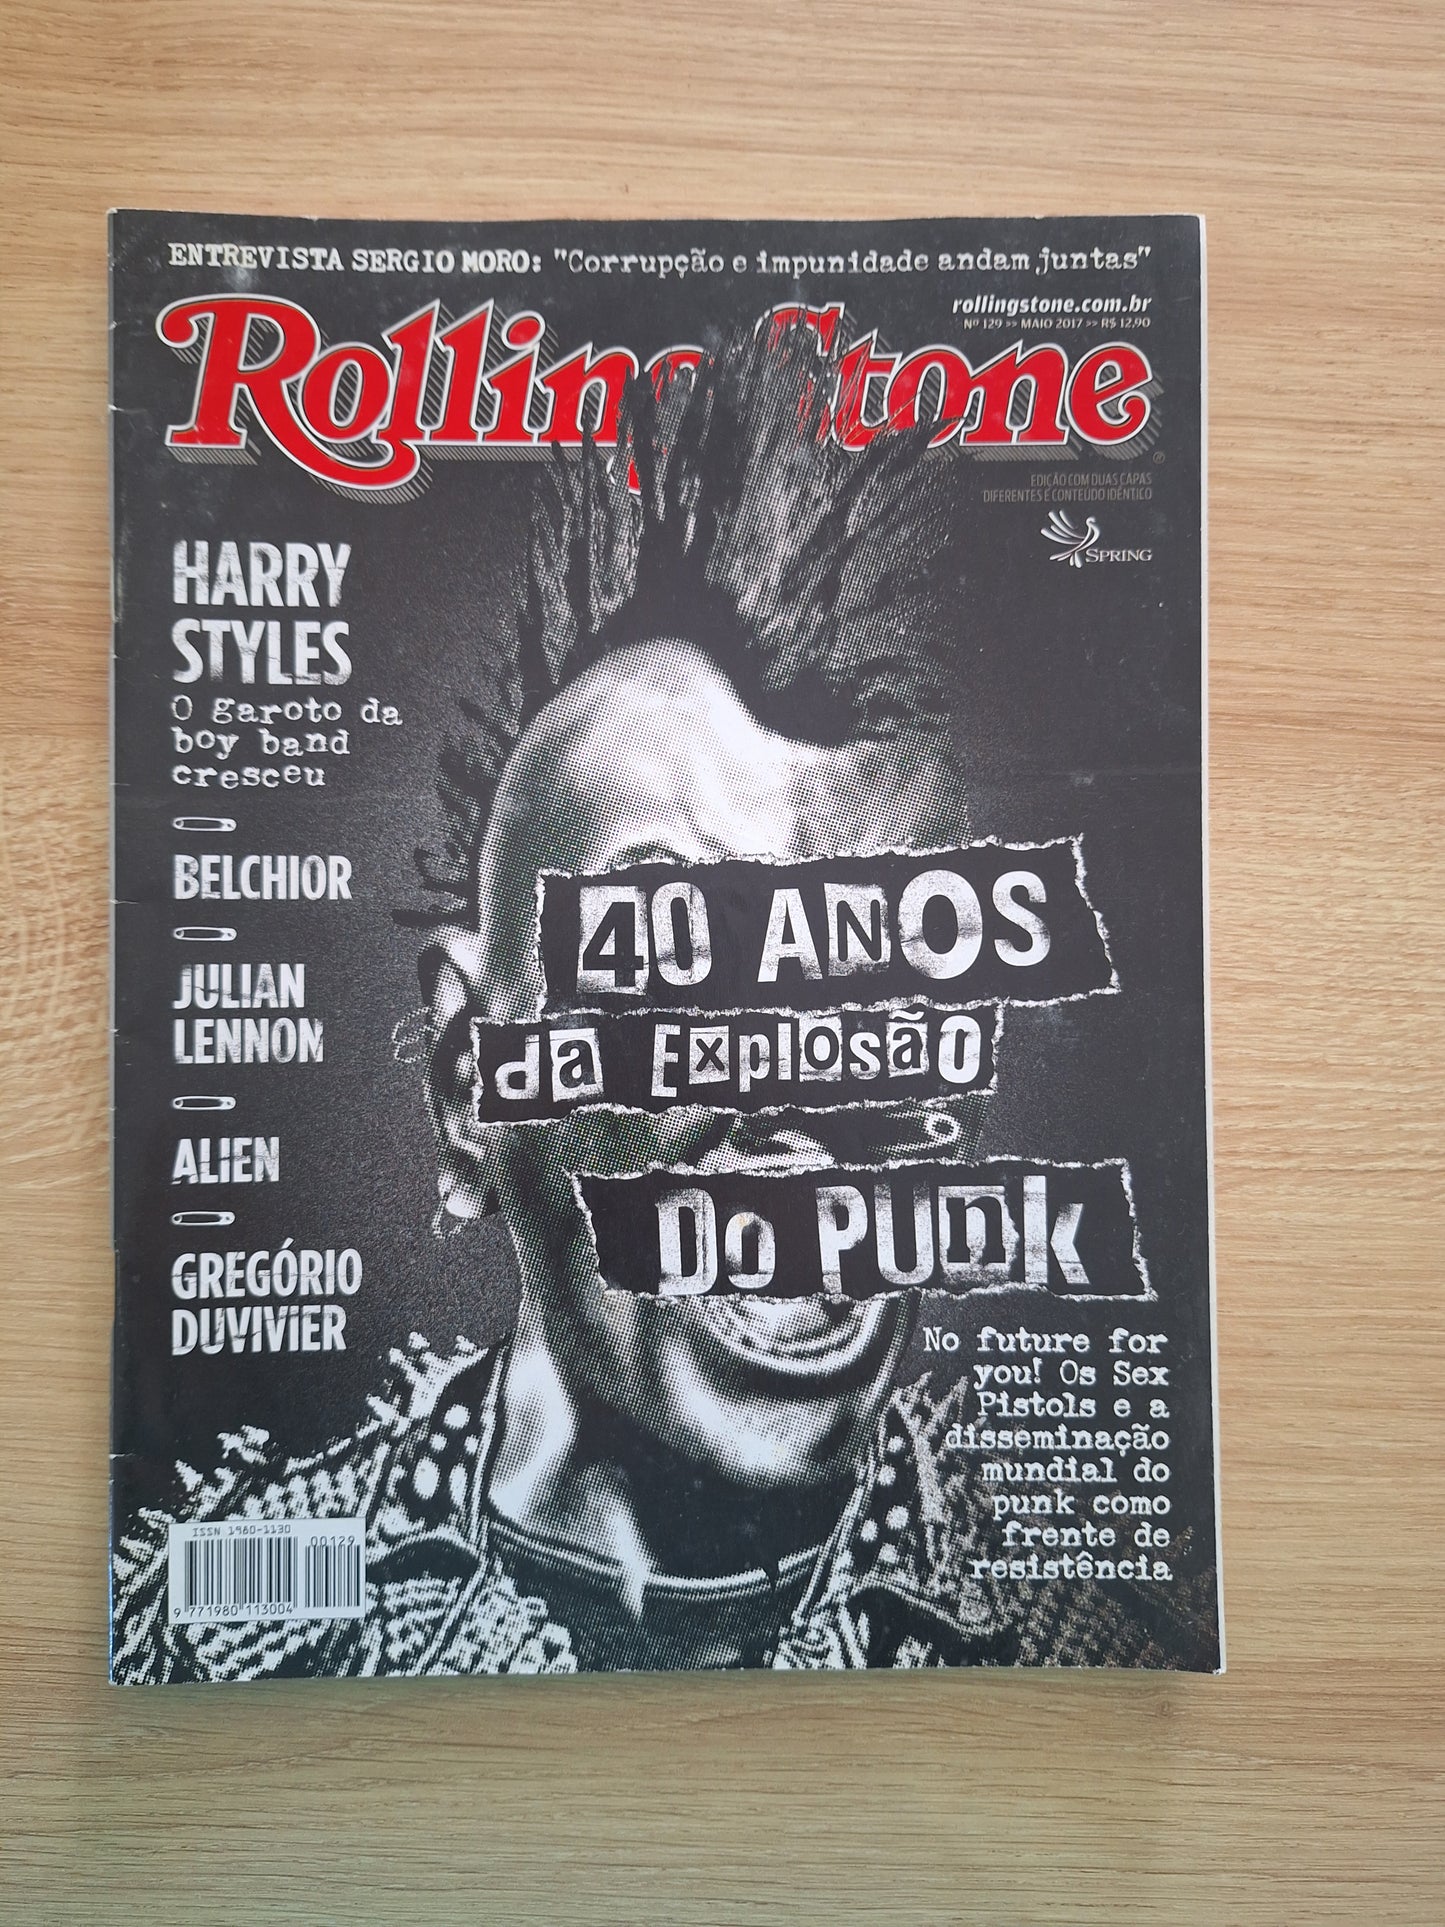 ENTREVISTA SERGIO MORO: "Corrupção e impunidade andam juntas"
Rolling Stone
rollingstone.com.br
Nº 129 >> MAIO 2017 >> R$ 12,90
EDIÇÃO COM DUAS CAPAS
DIFERENTES E CONTEÚDO IDÊNTICO
SPRING
HARRY
STYLES
O garoto da
boy band
cresceu
BELCHIOR
JULIAN
LENNON
ALIEN
GREGÓRIO
DUVIVIER
40 ANOS
da Explosão
Do PUnk
No future for
you! Os Sex
Pistols e a
disseminação
mundial do
punk como
frente de
resistência
ISSN 1980-1130
00129
9 771980 113004